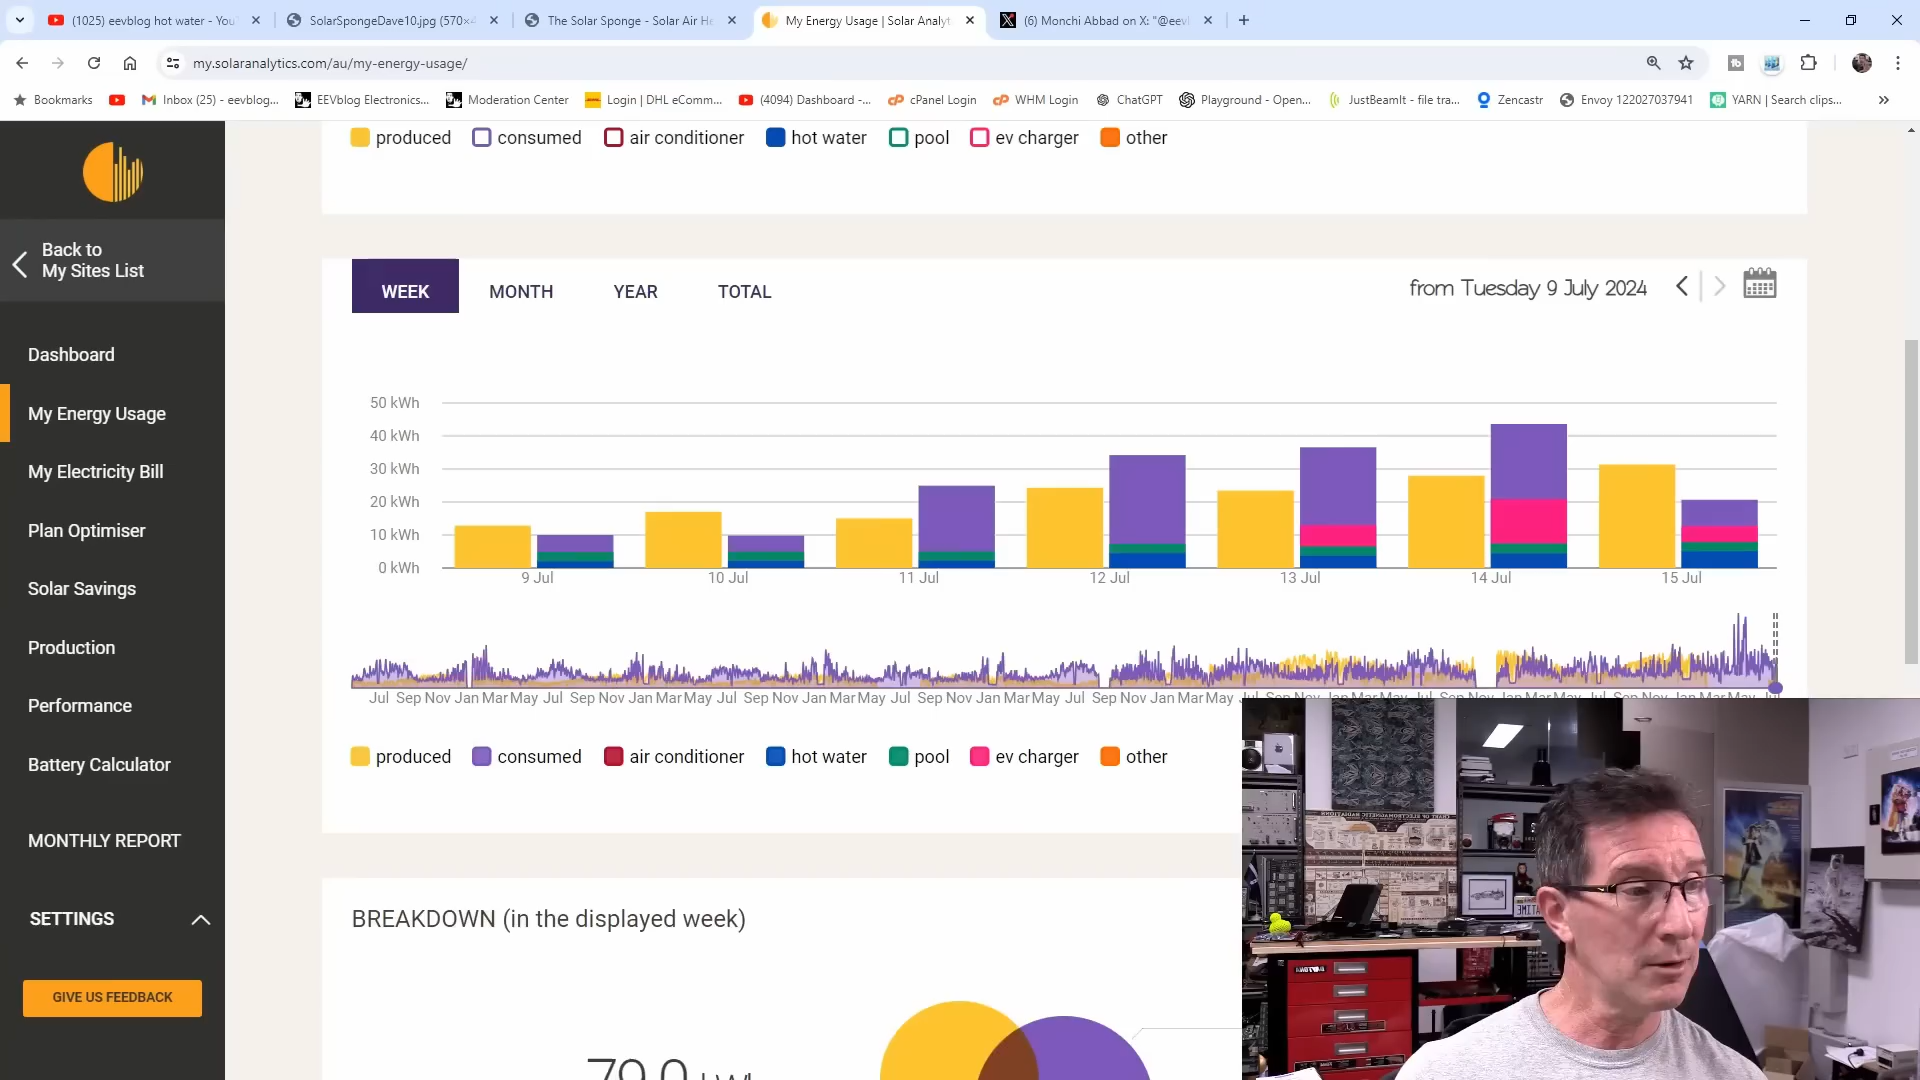 (1025) eevblog hot water - You
SolarSpongeDave10.jpg (570×4
The Solar Sponge - Solar Air He
My Energy Usage | Solar Analyt
(6) Monchi Abbad on X: "@eevl
my.solaranalytics.com/au/my-energy-usage/
Bookmarks
Inbox (25) - eevblog...
EEVblog Electronics...
Moderation Center
Login | DHL eComm...
(4094) Dashboard -...
cPanel Login
WHM Login
ChatGPT
Playground - Open...
JustBeamIt - file tra...
Zencastr
Envoy 122027037941
YARN | Search clips...
produced consumed air conditioner hot water pool ev charger other
Back to
My Sites List
Dashboard
My Energy Usage
My Electricity Bill
Plan Optimiser
Solar Savings
Production
Performance
Battery Calculator
MONTHLY REPORT
SETTINGS
GIVE US FEEDBACK
WEEK MONTH YEAR TOTAL
from Tuesday 9 July 2024
50 kWh
40 kWh
30 kWh
20 kWh
10 kWh
0 kWh
9 Jul 10 Jul 11 Jul 12 Jul 13 Jul 14 Jul 15 Jul
Jul Sep Nov Jan Mar May Jul Sep Nov Jan Mar May Jul Sep Nov Jan Mar May Jul Sep Nov Jan Mar May Jul Sep Nov Jan Mar May
produced consumed air conditioner hot water pool ev charger other
BREAKDOWN (in the displayed week)
79.0 kWh